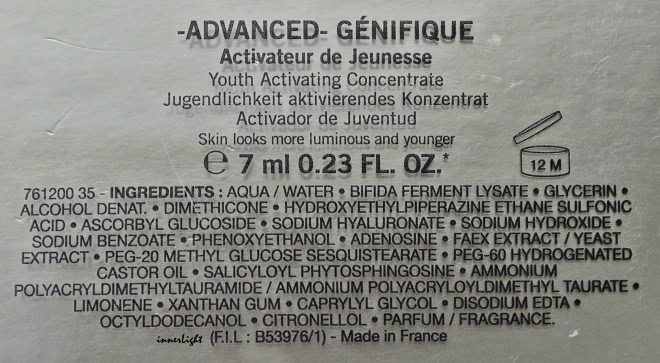 -ADVANCED- GÉNIFIQUE
Activateur de Jeunesse
Youth Activating Concentrate
Jugendlichkeit aktivierendes Konzentrat
Activador de Juventud
Skin looks more luminous and younger
℮ 7 ml 0.23 FL. OZ.*
12 M
761200 35 - INGREDIENTS : AQUA / WATER • BIFIDA FERMENT LYSATE • GLYCERIN •
ALCOHOL DENAT. • DIMETHICONE • HYDROXYETHYLPIPERAZINE ETHANE SULFONIC
ACID • ASCORBYL GLUCOSIDE • SODIUM HYALURONATE • SODIUM HYDROXIDE •
SODIUM BENZOATE • PHENOXYETHANOL • ADENOSINE • FAEX EXTRACT / YEAST
EXTRACT • PEG-20 METHYL GLUCOSE SESQUISTEARATE • PEG-60 HYDROGENATED
CASTOR OIL • SALICYLOYL PHYTOSPHINGOSINE • AMMONIUM
POLYACRYLDIMETHYLTAURAMIDE / AMMONIUM POLYACRYLOYLDIMETHYL TAURATE •
LIMONENE • XANTHAN GUM • CAPRYLYL GLYCOL • DISODIUM EDTA •
OCTYLDODECANOL • CITRONELLOL • PARFUM / FRAGRANCE.
innerlight (F.I.L : B53976/1) - Made in France